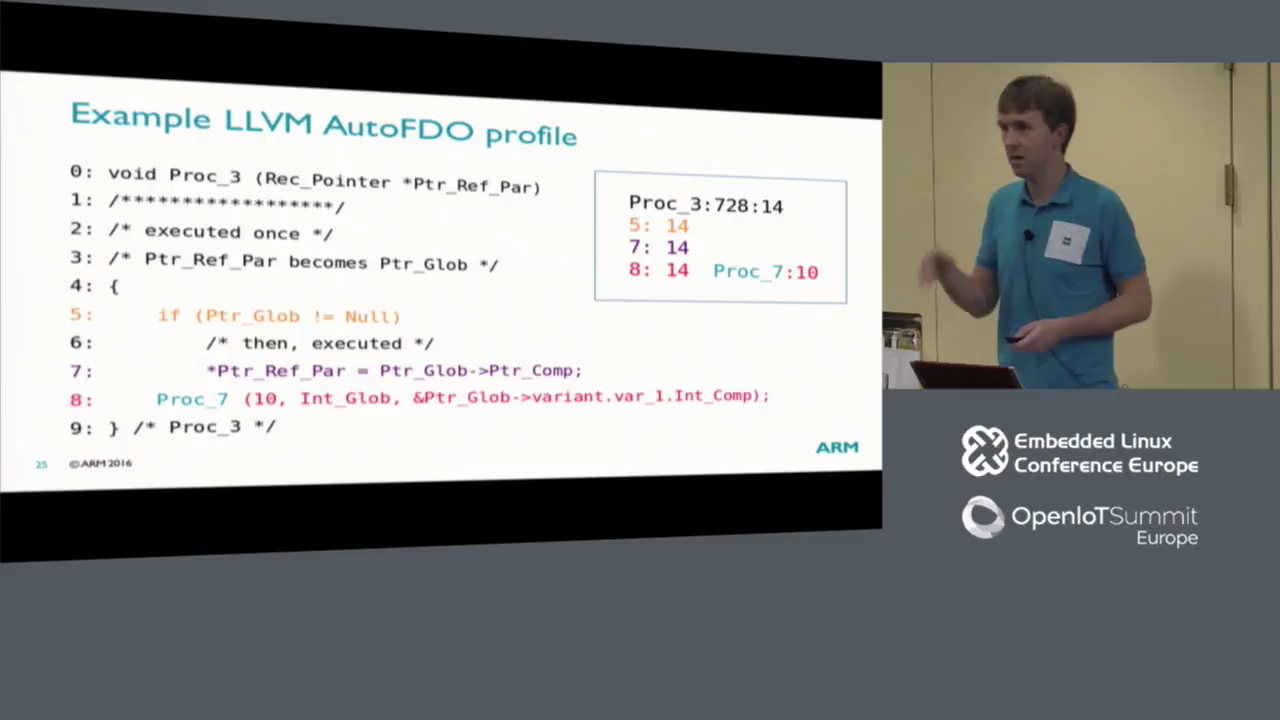 Example LLVM AutoFDO profile
0: void Proc_3 (Rec_Pointer *Ptr_Ref_Par)
1: /******************/
2: /* executed once */
3: /* Ptr_Ref_Par becomes Ptr_Glob */
4: {
5: if (Ptr_Glob != Null)
6: /* then, executed */
7: *Ptr_Ref_Par = Ptr_Glob->Ptr_Comp;
8: Proc_7 (10, Int_Glob, &Ptr_Glob->variant.var_1.Int_Comp);
9: } /* Proc_3 */
Proc_3:728:14
5: 14
7: 14
8: 14 Proc_7:10
25 ©ARM 2016
ARM
Embedded Linux
Conference Europe
OpenIoTSummit
Europe